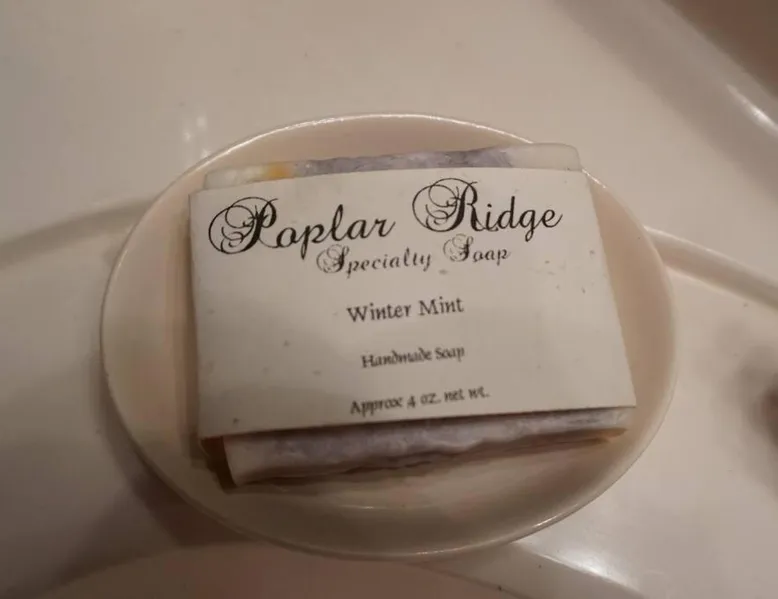 Poplar Ridge
Specialty Soap
Winter Mint
Handmade Soap
Approx 4 oz. net wt.